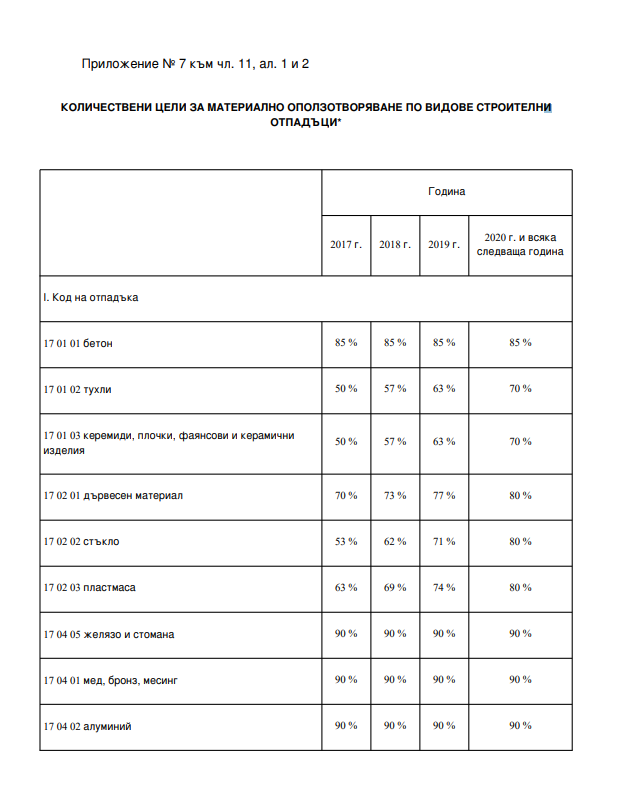 Приложение № 7 към чл. 11, ал. 1 и 2
КОЛИЧЕСТВЕНИ ЦЕЛИ ЗА МАТЕРИАЛНО ОПОЛЗОТВОРЯВАНЕ ПО ВИДОВЕ СТРОИТЕЛНИ
ОТПАДЪЦИ*
Година
2017 г. 2018 г. 2019 г. 2020 г. и всяка
следваща година
I. Код на отпадъка
17 01 01 бетон 85 % 85 % 85 % 85 %
17 01 02 тухли 50 % 57 % 63 % 70 %
17 01 03 керемиди, плочки, фаянсови и керамични
изделия 50 % 57 % 63 % 70 %
17 02 01 дървесен материал 70 % 73 % 77 % 80 %
17 02 02 стъкло 53 % 62 % 71 % 80 %
17 02 03 пластмаса 63 % 69 % 74 % 80 %
17 04 05 желязо и стомана 90 % 90 % 90 % 90 %
17 04 01 мед, бронз, месинг 90 % 90 % 90 % 90 %
17 04 02 алуминий 90 % 90 % 90 % 90 %